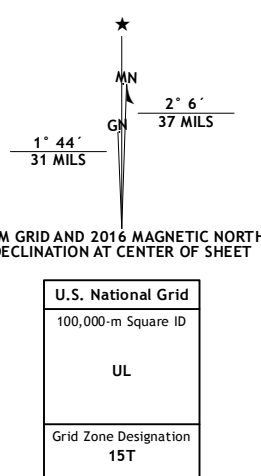 ★
MN
GN
2° 6´
37 MILS
1° 44´
31 MILS
M GRID AND 2016 MAGNETIC NORTH
DECLINATION AT CENTER OF SHEET
U.S. National Grid
100,000-m Square ID
UL
Grid Zone Designation
15T